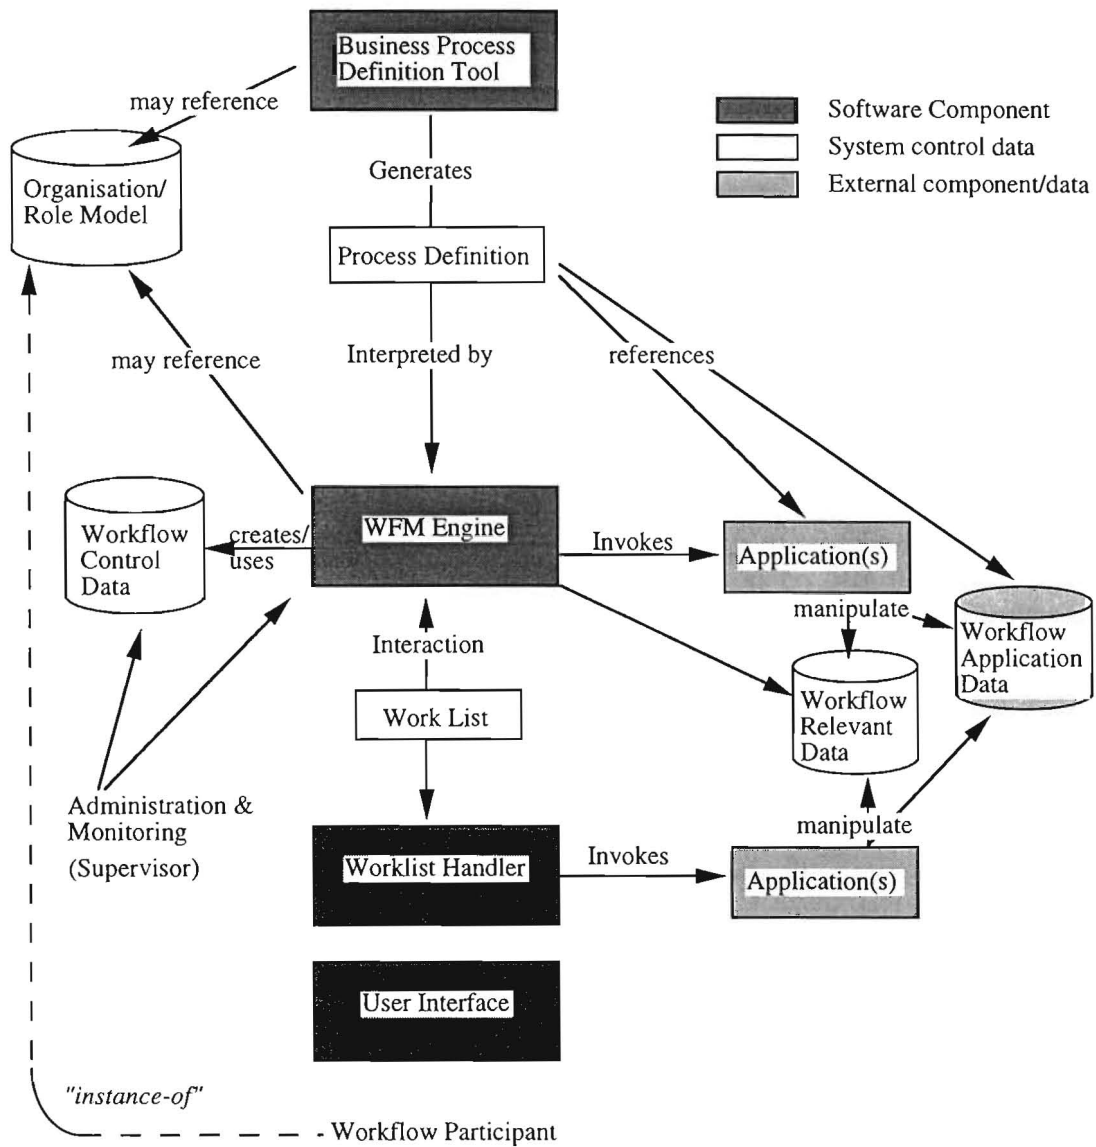 Business Process
Definition Tool
may reference
Software Component
System control data
External component/data
Organisation/
Role Model
Generates
Process Definition
may reference
Interpreted by
references
Workflow
Control
Data
creates/
uses
WFM Engine
Invokes
Application(s)
manipulate
Workflow
Application
Data
Interaction
Work List
Workflow
Relevant
Data
Administration &
Monitoring
(Supervisor)
manipulate
Worklist Handler
Invokes
Application(s)
User Interface
"instance-of"
Workflow Participant